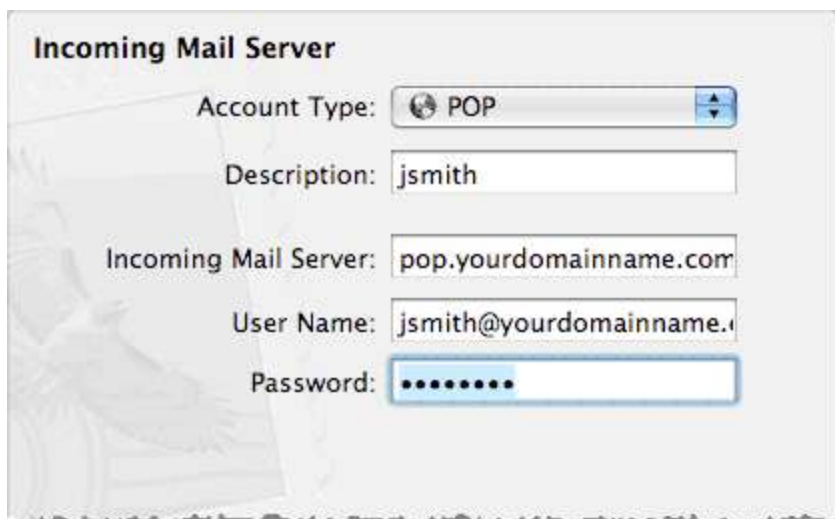 Incoming Mail Server
Account Type: POP
Description: jsmith
Incoming Mail Server: pop.yourdomainname.com
User Name: jsmith@yourdomainname.
Password: ••••••••